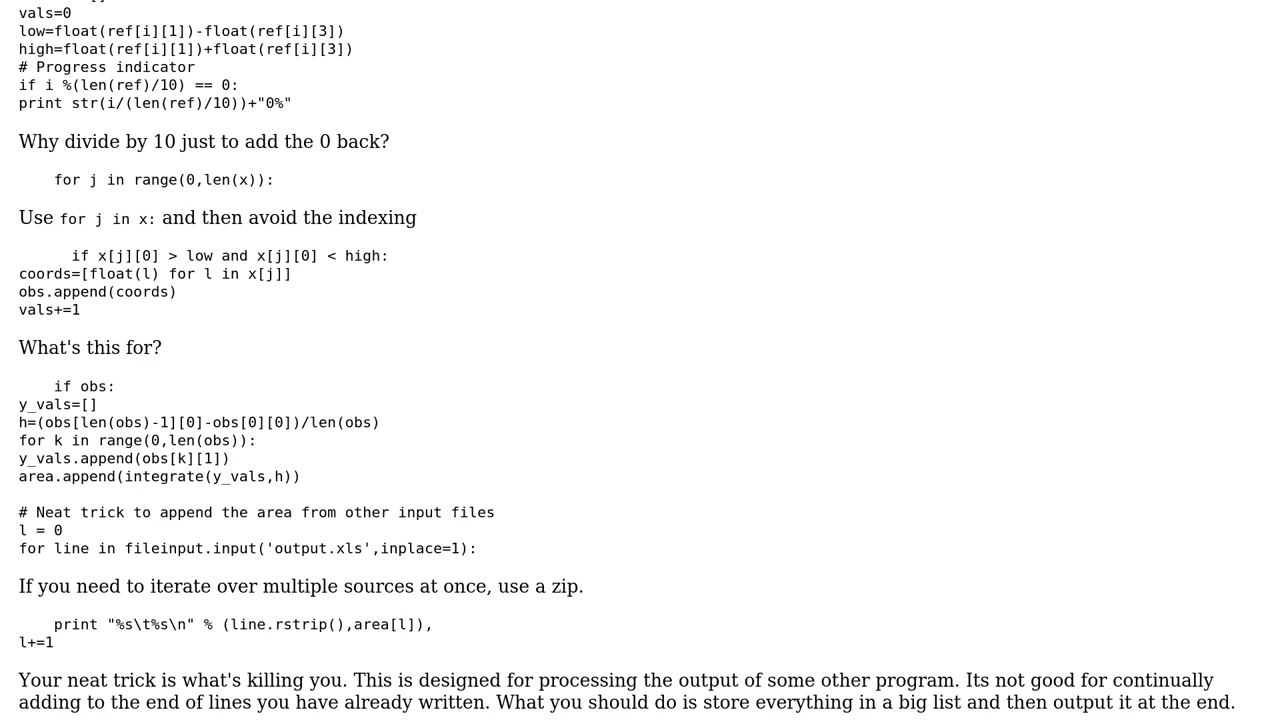 vals=0
low=float(ref[i][1])-float(ref[i][3])
high=float(ref[i][1])+float(ref[i][3])
# Progress indicator
if i %(len(ref)/10) == 0:
print str(i/(len(ref)/10))+"0%"
Why divide by 10 just to add the 0 back?
for j in range(0,len(x)):
Use for j in x: and then avoid the indexing
if x[j][0] > low and x[j][0] < high:
coords=[float(l) for l in x[j]]
obs.append(coords)
vals+=1
What's this for?
if obs:
y_vals=[]
h=(obs[len(obs)-1][0]-obs[0][0])/len(obs)
for k in range(0,len(obs)):
y_vals.append(obs[k][1])
area.append(integrate(y_vals,h))
# Neat trick to append the area from other input files
l = 0
for line in fileinput.input('output.xls',inplace=1):
If you need to iterate over multiple sources at once, use a zip.
print "%s\t%s\n" % (line.rstrip(),area[l]),
l+=1
Your neat trick is what's killing you. This is designed for processing the output of some other program. Its not good for continually
adding to the end of lines you have already written. What you should do is store everything in a big list and then output it at the end.